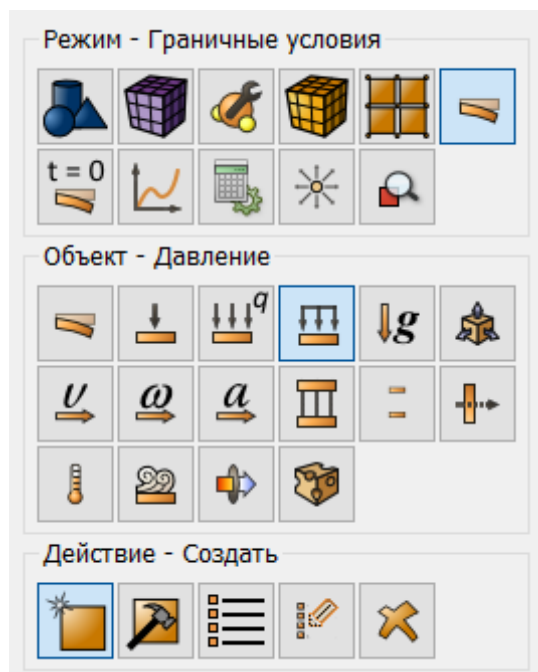 Режим - Граничные условия
t = 0
Объект - Давление
q
g
υ ω a
Действие - Создать